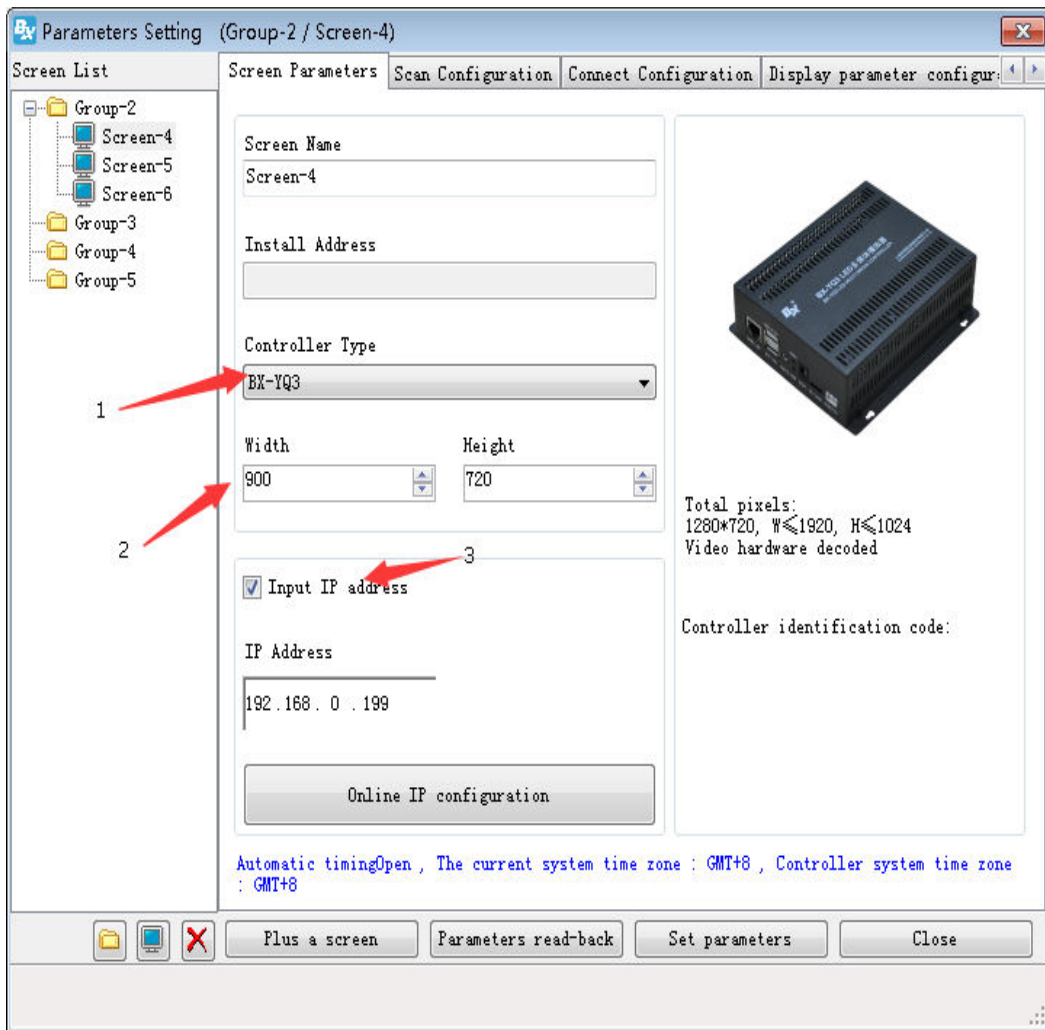 BX Parameters Setting (Group-2 / Screen-4)
Screen List
Group-2
Screen-4
Screen-5
Screen-6
Group-3
Group-4
Group-5
Screen Parameters Scan Configuration Connect Configuration Display parameter configur
Screen Name
Screen-4
Install Address
Controller Type
BX-YQ3
1
Width Height
900 720
2
3
Input IP address
IP Address
192.168. 0 .199
Online IP configuration
BX
Total pixels:
1280*720, W≤1920, H≤1024
Video hardware decoded
Controller identification code:
Automatic timingOpen , The current system time zone : GMT+8 , Controller system time zone
: GMT+8
Plus a screen Parameters read-back Set parameters Close